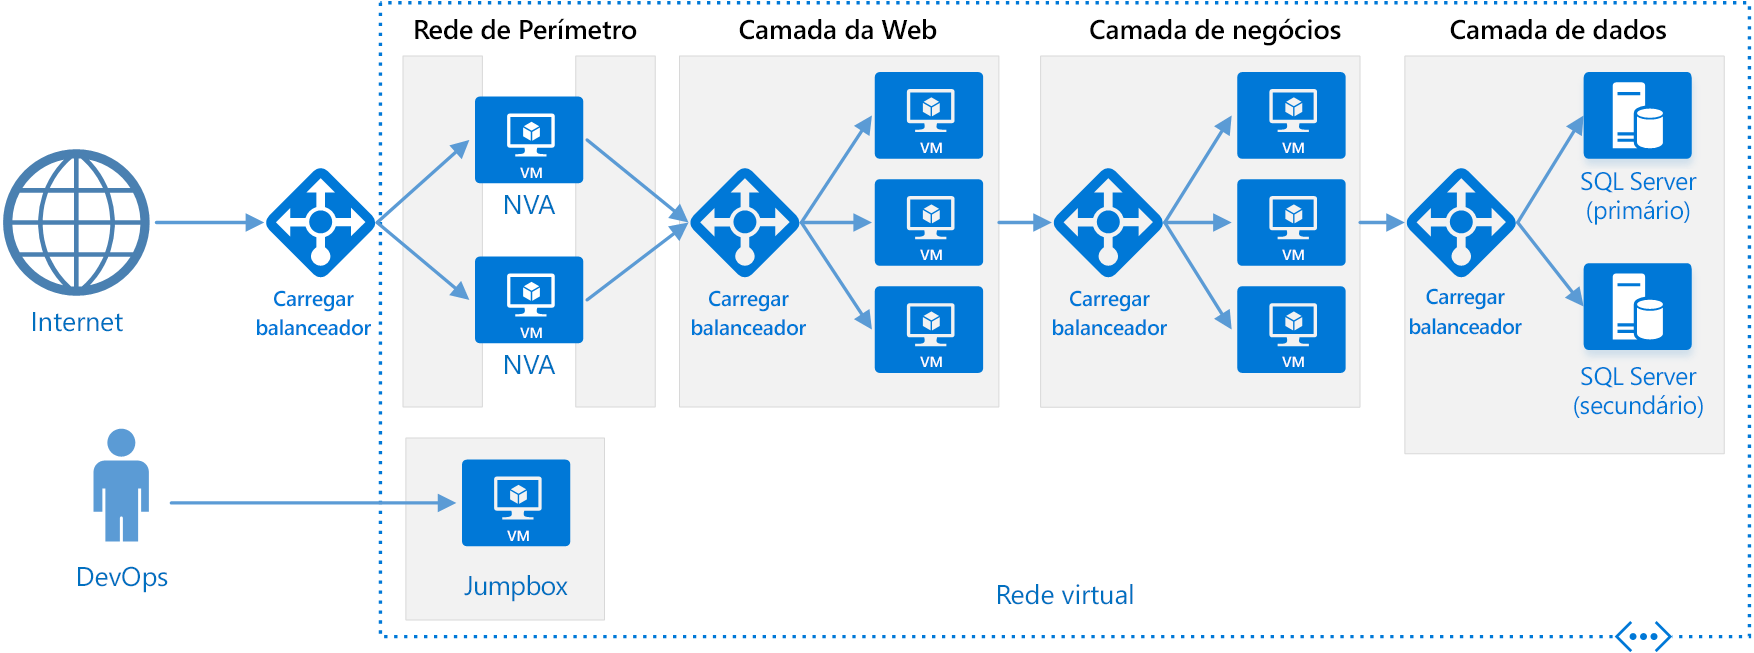 Rede de Perímetro
Camada da Web
Camada de negócios
Camada de dados
Internet
Carregar
balanceador
VM
NVA
VM
NVA
Carregar
balanceador
VM
VM
VM
Carregar
balanceador
VM
VM
VM
Carregar
balanceador
SQL Server
(primário)
SQL Server
(secundário)
DevOps
VM
Jumpbox
Rede virtual